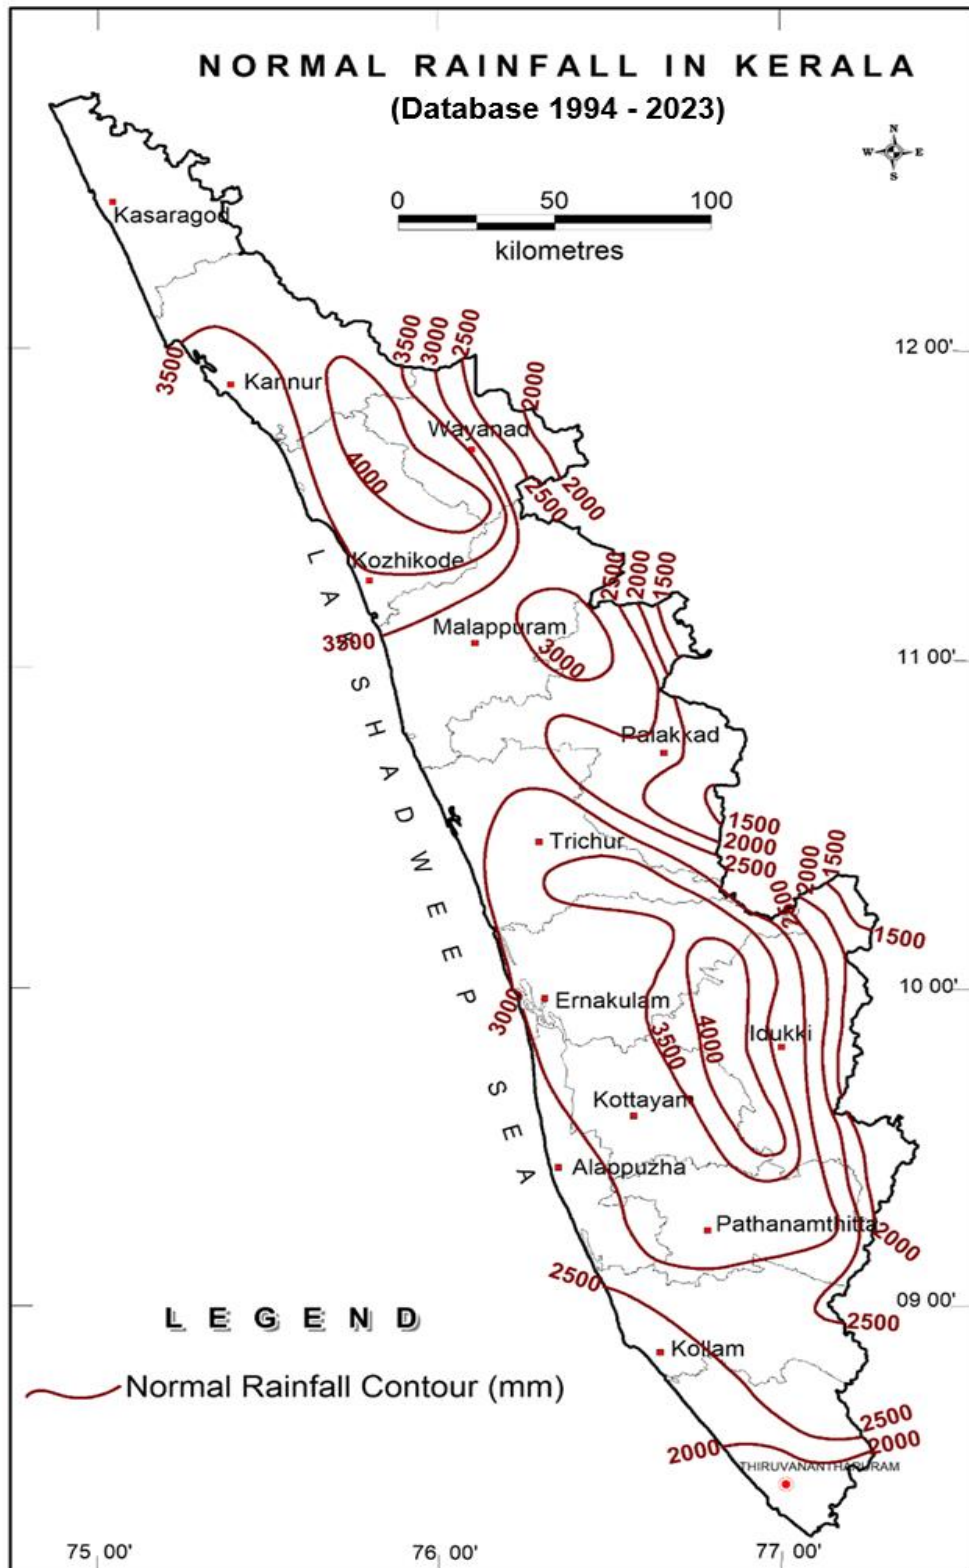 NORMAL RAINFALL IN KERALA
(Database 1994 - 2023)
N
W E
S
0 50 100
kilometres
Kasaragod
3500
3000
2500
12 00'
3500
Kannur
2000
Wayanad
4000
2500
2000
Kozhikode
2500
2000
1500
Malappuram
3500
3000
11 00'
Palakkad
1500
2000
2500
Trichur
2500
2000
1500
1500
LAKSHADWEEP SEA
3000
Ernakulam
10 00'
3500
4000
Idukki
Kottayam
Alappuzha
Pathanamthitta
2000
2500
09 00'
2500
LEGEND
Normal Rainfall Contour (mm)
Kollam
2500
2000
2000
THIRUVANANTHAPURAM
75 00'
76 00'
77 00'